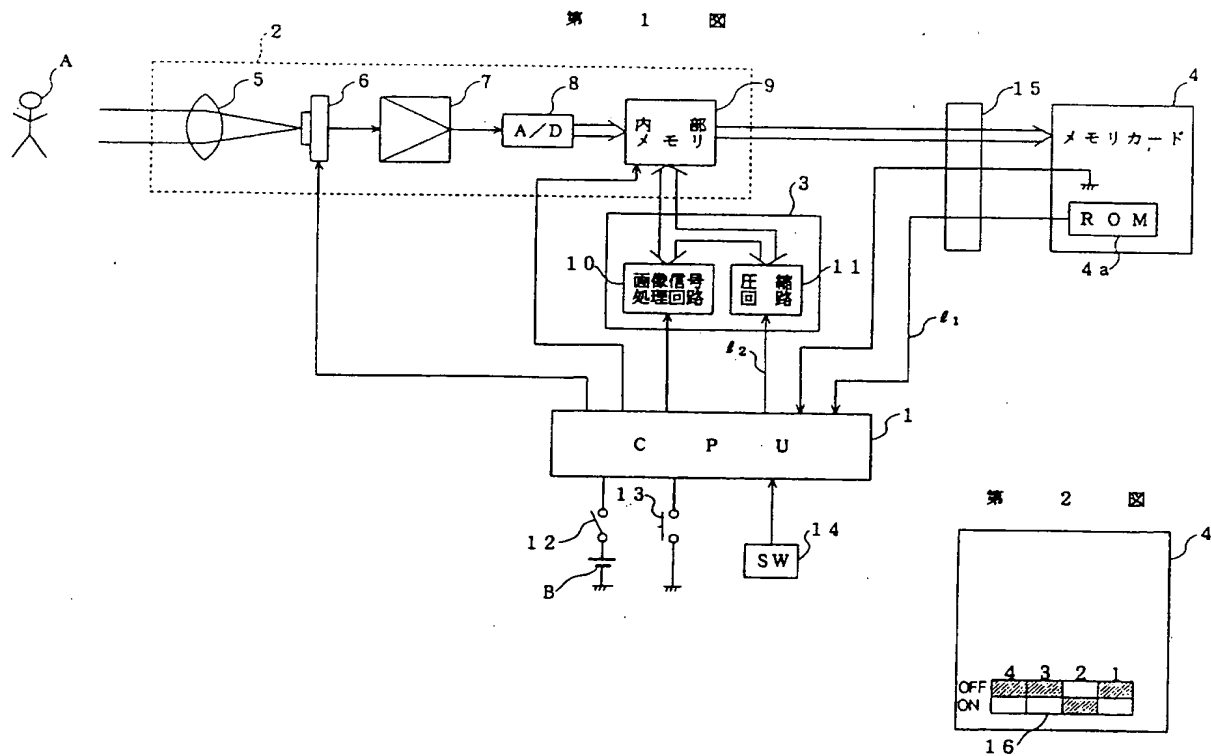 第 1 図
2
A
5
6
7
8
9
15
4
A/D
内 部
メ モ リ
メモリカード
3
ROM
4a
10
画像信号
処理回路
圧 縮
回 路
11
ℓ2
ℓ1
C P U
1
12
13
SW
14
B
第 2 図
4
4 3 2 1
OFF
ON
16